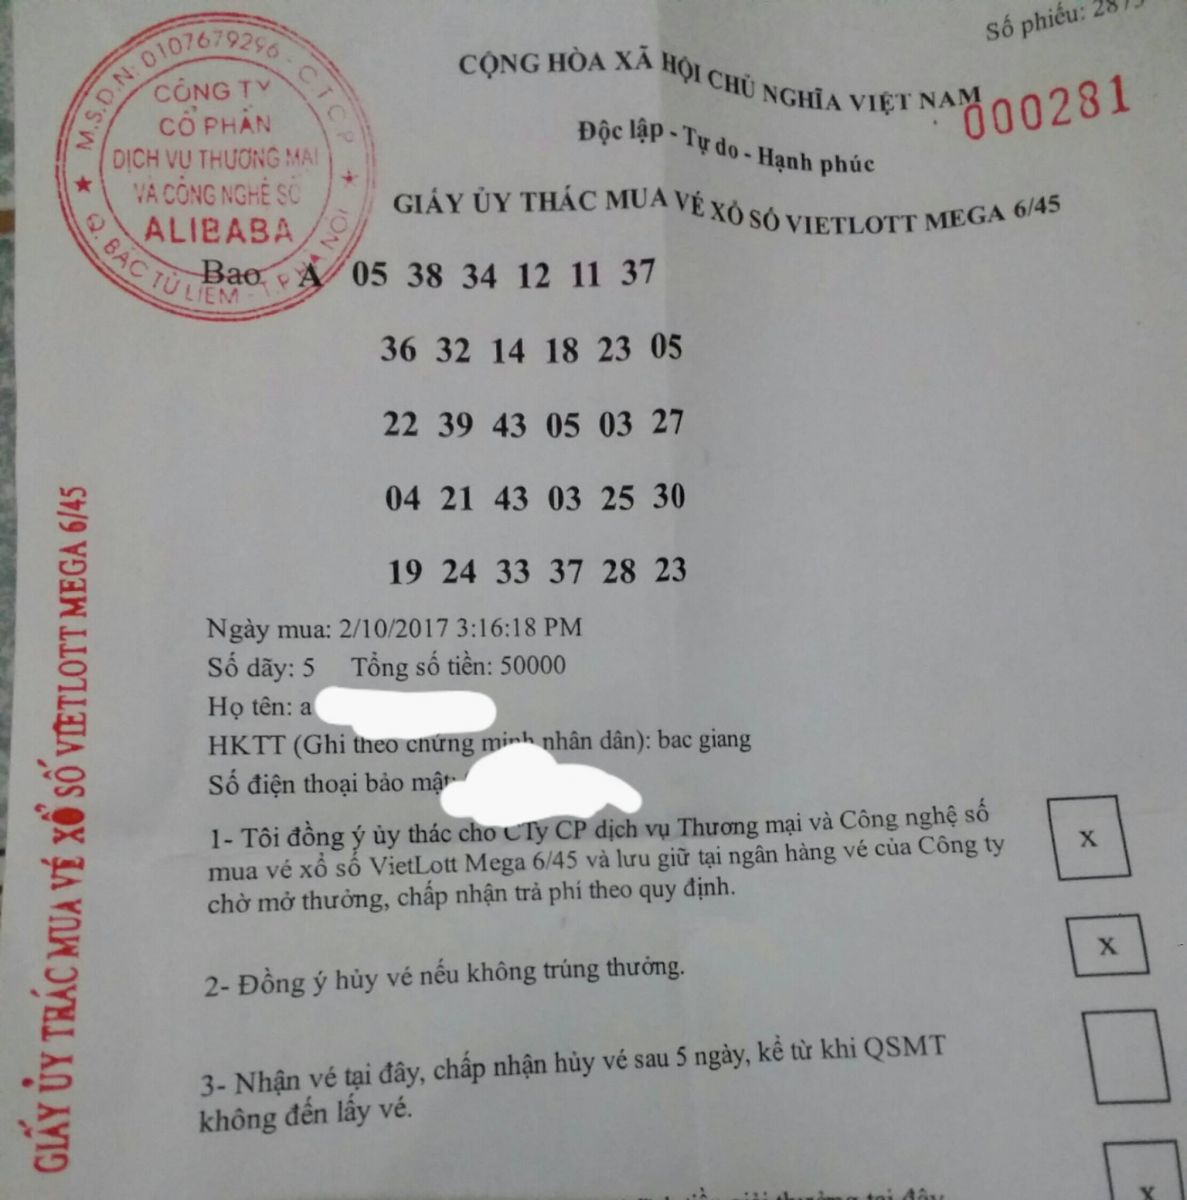 Số phiếu:
CỘNG HÒA XÃ HỘI CHỦ NGHĨA VIỆT NAM
000281
Độc lập - Tự do - Hạnh phúc
M.S.D.N: 0107679296 - C.T.C.P
CÔNG TY
CỔ PHẦN
DỊCH VỤ THƯƠNG MẠI
VÀ CÔNG NGHỆ SỐ
ALIBABA
Q. BẮC TỪ LIÊM - T.P HÀ NỘI
GIẤY ỦY THÁC MUA VÉ XỔ SỐ VIETLOTT MEGA 6/45
Bao A 05 38 34 12 11 37
36 32 14 18 23 05
22 39 43 05 03 27
04 21 43 03 25 30
19 24 33 37 28 23
Ngày mua: 2/10/2017 3:16:18 PM
Số dãy: 5 Tổng số tiền: 50000
Họ tên: a
HKTT (Ghi theo chứng minh nhân dân): bac giang
Số điện thoại bảo mật:
1- Tôi đồng ý ủy thác cho CTy CP dịch vụ Thương mại và Công nghệ số
mua vé xổ số VietLott Mega 6/45 và lưu giữ tại ngân hàng vé của Công ty
chờ mở thưởng, chấp nhận trả phí theo quy định.
X
2- Đồng ý hủy vé nếu không trúng thưởng.
X
3- Nhận vé tại đây, chấp nhận hủy vé sau 5 ngày, kể từ khi QSMT
không đến lấy vé.
X
GIẤY ỦY THÁC MUA VÉ XỔ SỐ VIETLOTT MEGA 6/45